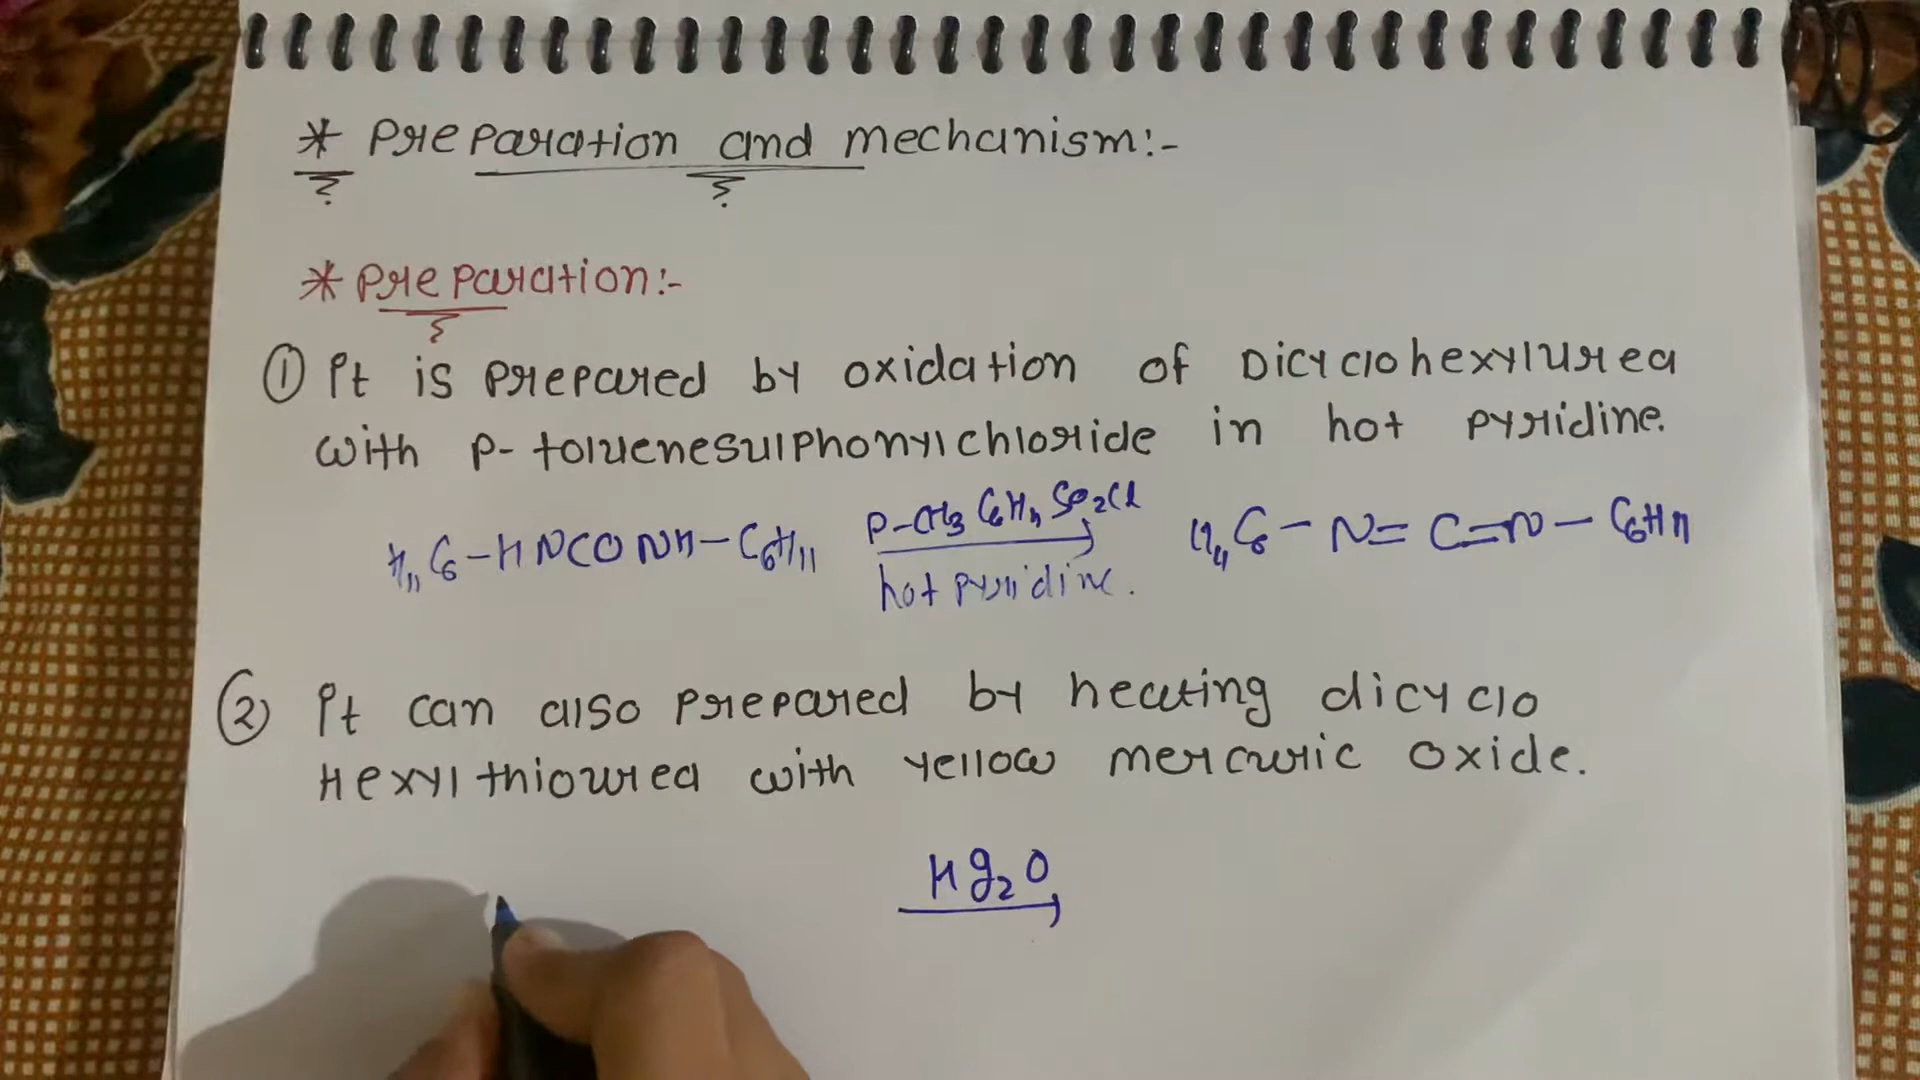 * Preparation and mechanism:-
* Preparation:-
① It is prepared by oxidation of Dicyclohexylurea
with P-toluenesulphonylchloride in hot pyridine.
H₁₁C₆-HNCONH-C₆H₁₁ P-CH₃C₆H₄SO₂Cl H₁₁C₆-N=C=N-C₆H₁₁
hot pyridine.
② It can also prepared by heating dicyclo
Hexylthiourea with yellow mercuric oxide.
Hg₂O